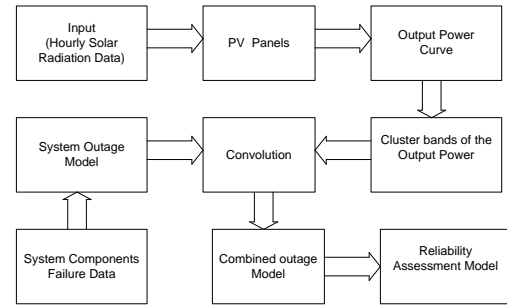 Input
(Hourly Solar
Radiation Data)
PV Panels
Output Power
Curve
System Outage
Model
Convolution
Cluster bands of the
Output Power
System Components
Failure Data
Combined outage
Model
Reliability
Assessment Model